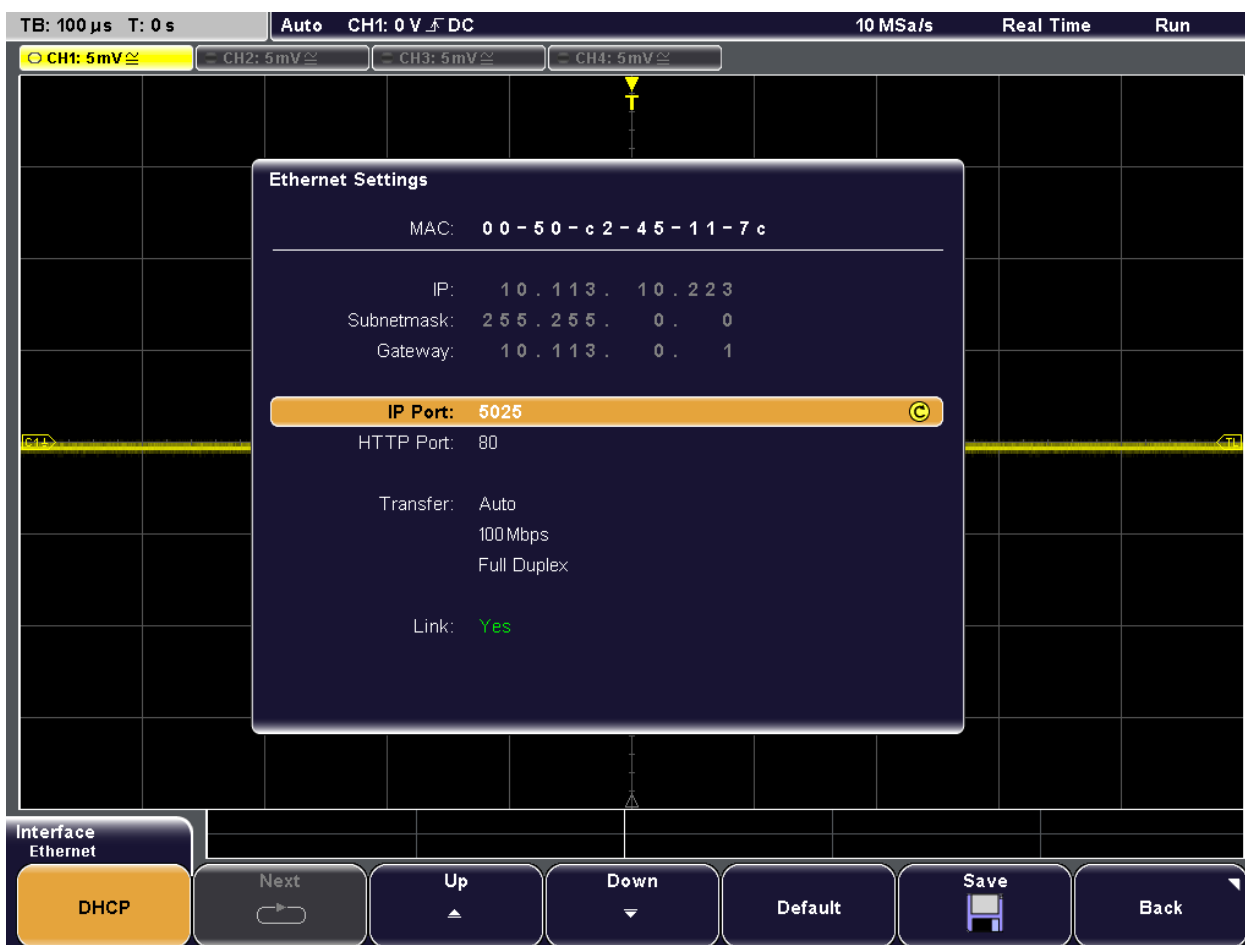 TB: 100 µs T: 0 s Auto CH1: 0 V DC 10 MSa/s Real Time Run
CH1: 5mV≅ CH2: 5mV≅ CH3: 5mV≅ CH4: 5mV≅
T
Ethernet Settings
MAC: 00-50-c2-45-11-7c
IP: 10.113. 10.223
Subnetmask: 255.255. 0. 0
Gateway: 10.113. 0. 1
IP Port: 5025
C1 HTTP Port: 80 TL
Transfer: Auto
100 Mbps
Full Duplex
Link: Yes
Interface
Ethernet
DHCP Next Up Down Default Save Back